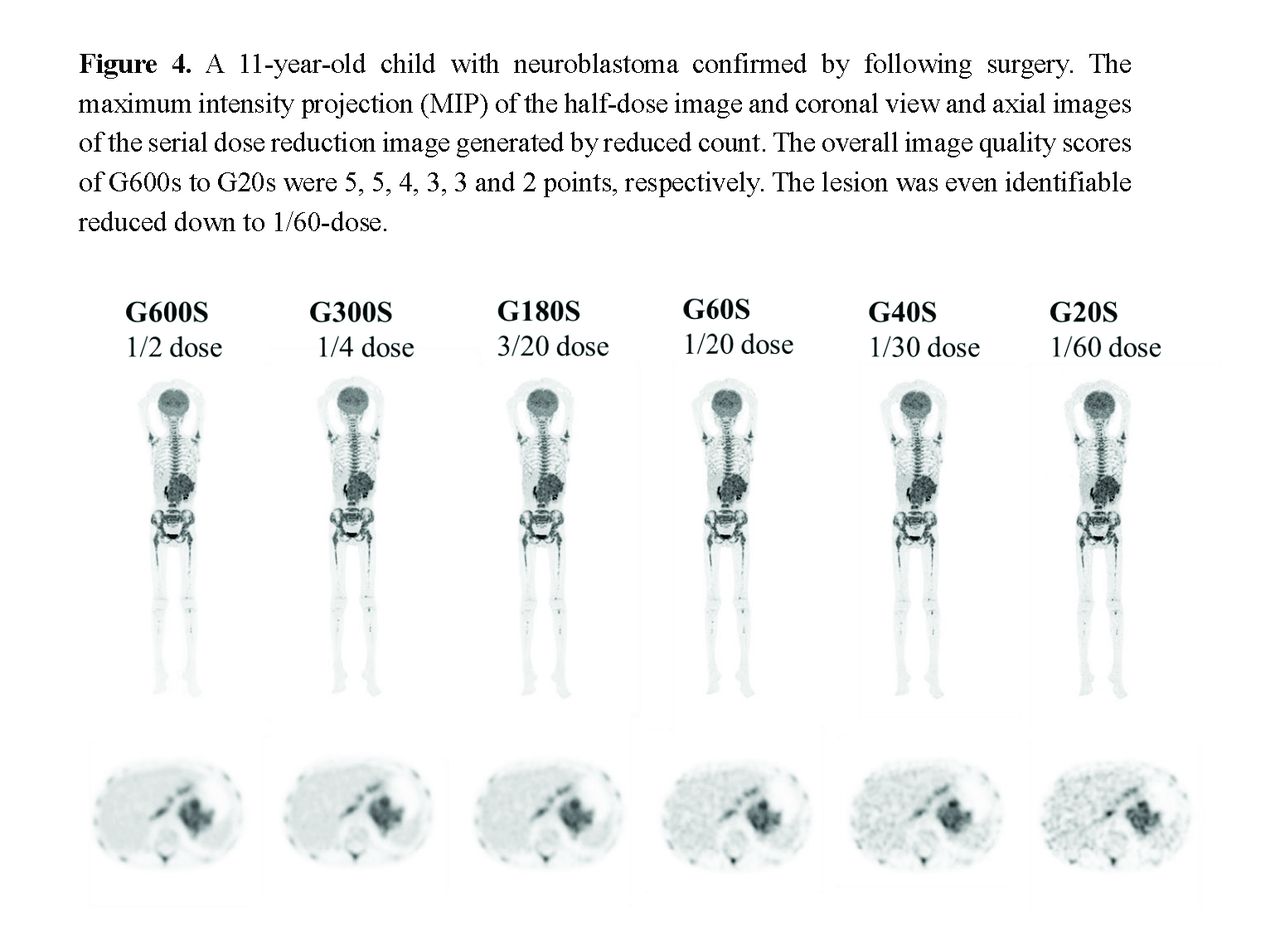 Figure 4. A 11-year-old child with neuroblastoma confirmed by following surgery. The
maximum intensity projection (MIP) of the half-dose image and coronal view and axial images
of the serial dose reduction image generated by reduced count. The overall image quality scores
of G600s to G20s were 5, 5, 4, 3, 3 and 2 points, respectively. The lesion was even identifiable
reduced down to 1/60-dose.
G600S G300S G180S G60S G40S G20S
1/2 dose 1/4 dose 3/20 dose 1/20 dose 1/30 dose 1/60 dose